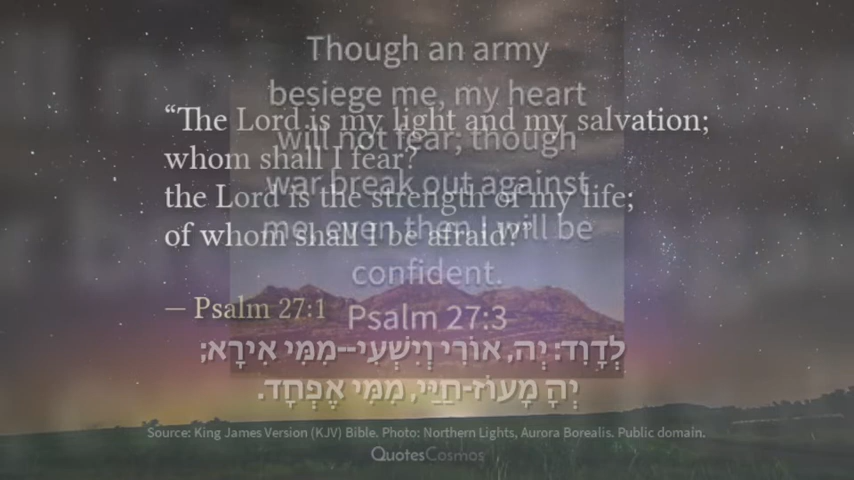 Though an army
besiege me, my heart
will not fear; though
war break out against
me, even then I will be
confident.
Psalm 27:3
“The Lord is my light and my salvation;
whom shall I fear?
the Lord is the strength of my life;
of whom shall I be afraid?”
— Psalm 27:1
לְדָוִד: יְה, אוֹרִי וְיִשְׁעִי--מִמִּי אִירָא;
יְהָ מָעוֹז-חַיַּי, מִמִּי אֶפְחָד.
Source: King James Version (KJV) Bible. Photo: Northern Lights, Aurora Borealis. Public domain.
QuotesCosmos